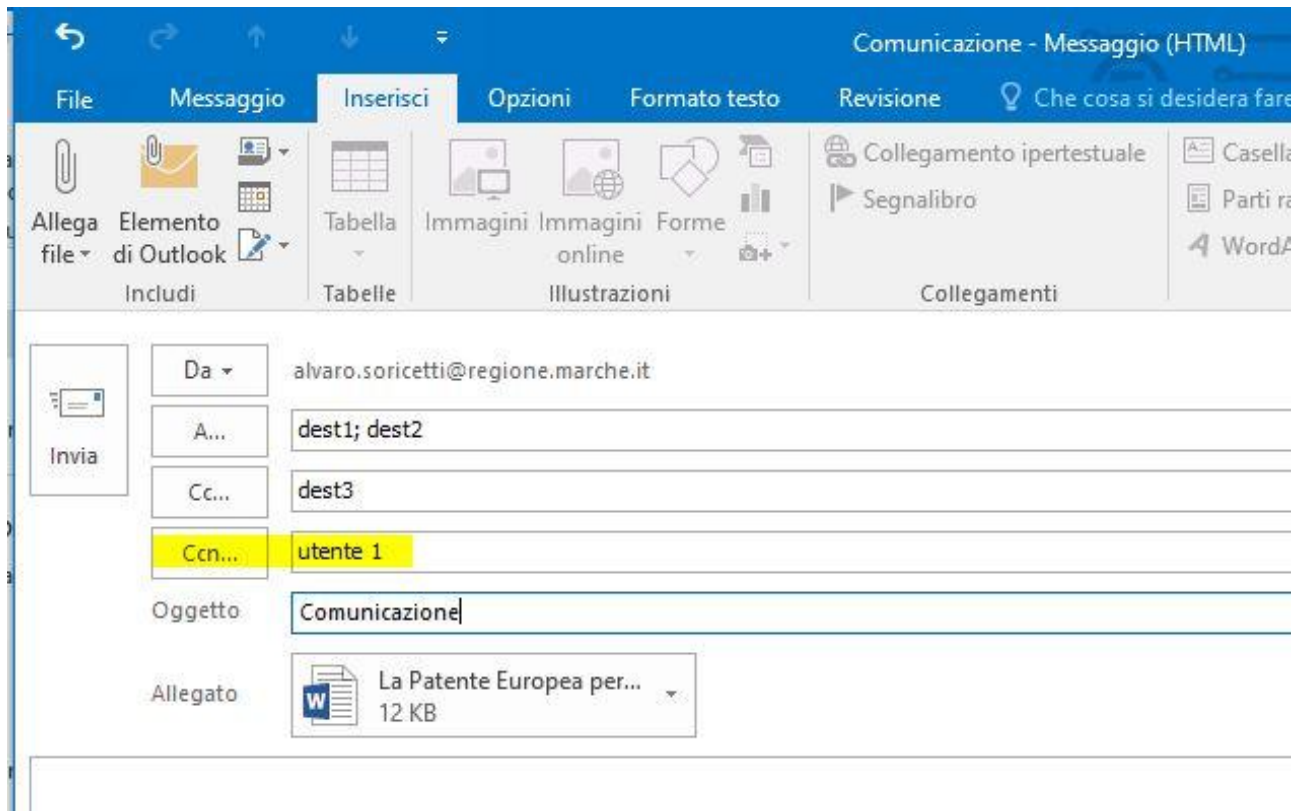 Comunicazione - Messaggio (HTML)
File Messaggio Inserisci Opzioni Formato testo Revisione Che cosa si desidera fare
Allega file
Elemento di Outlook
Tabella
Immagini
Immagini online
Forme
Collegamento ipertestuale
Segnalibro
Casella
Parti
Includi Tabelle Illustrazioni Collegamenti
Invia
Da alvaro.soricetti@regione.marche.it
A... dest1; dest2
Cc... dest3
Ccn... utente 1
Oggetto Comunicazione
Allegato La Patente Europea per...
12 KB